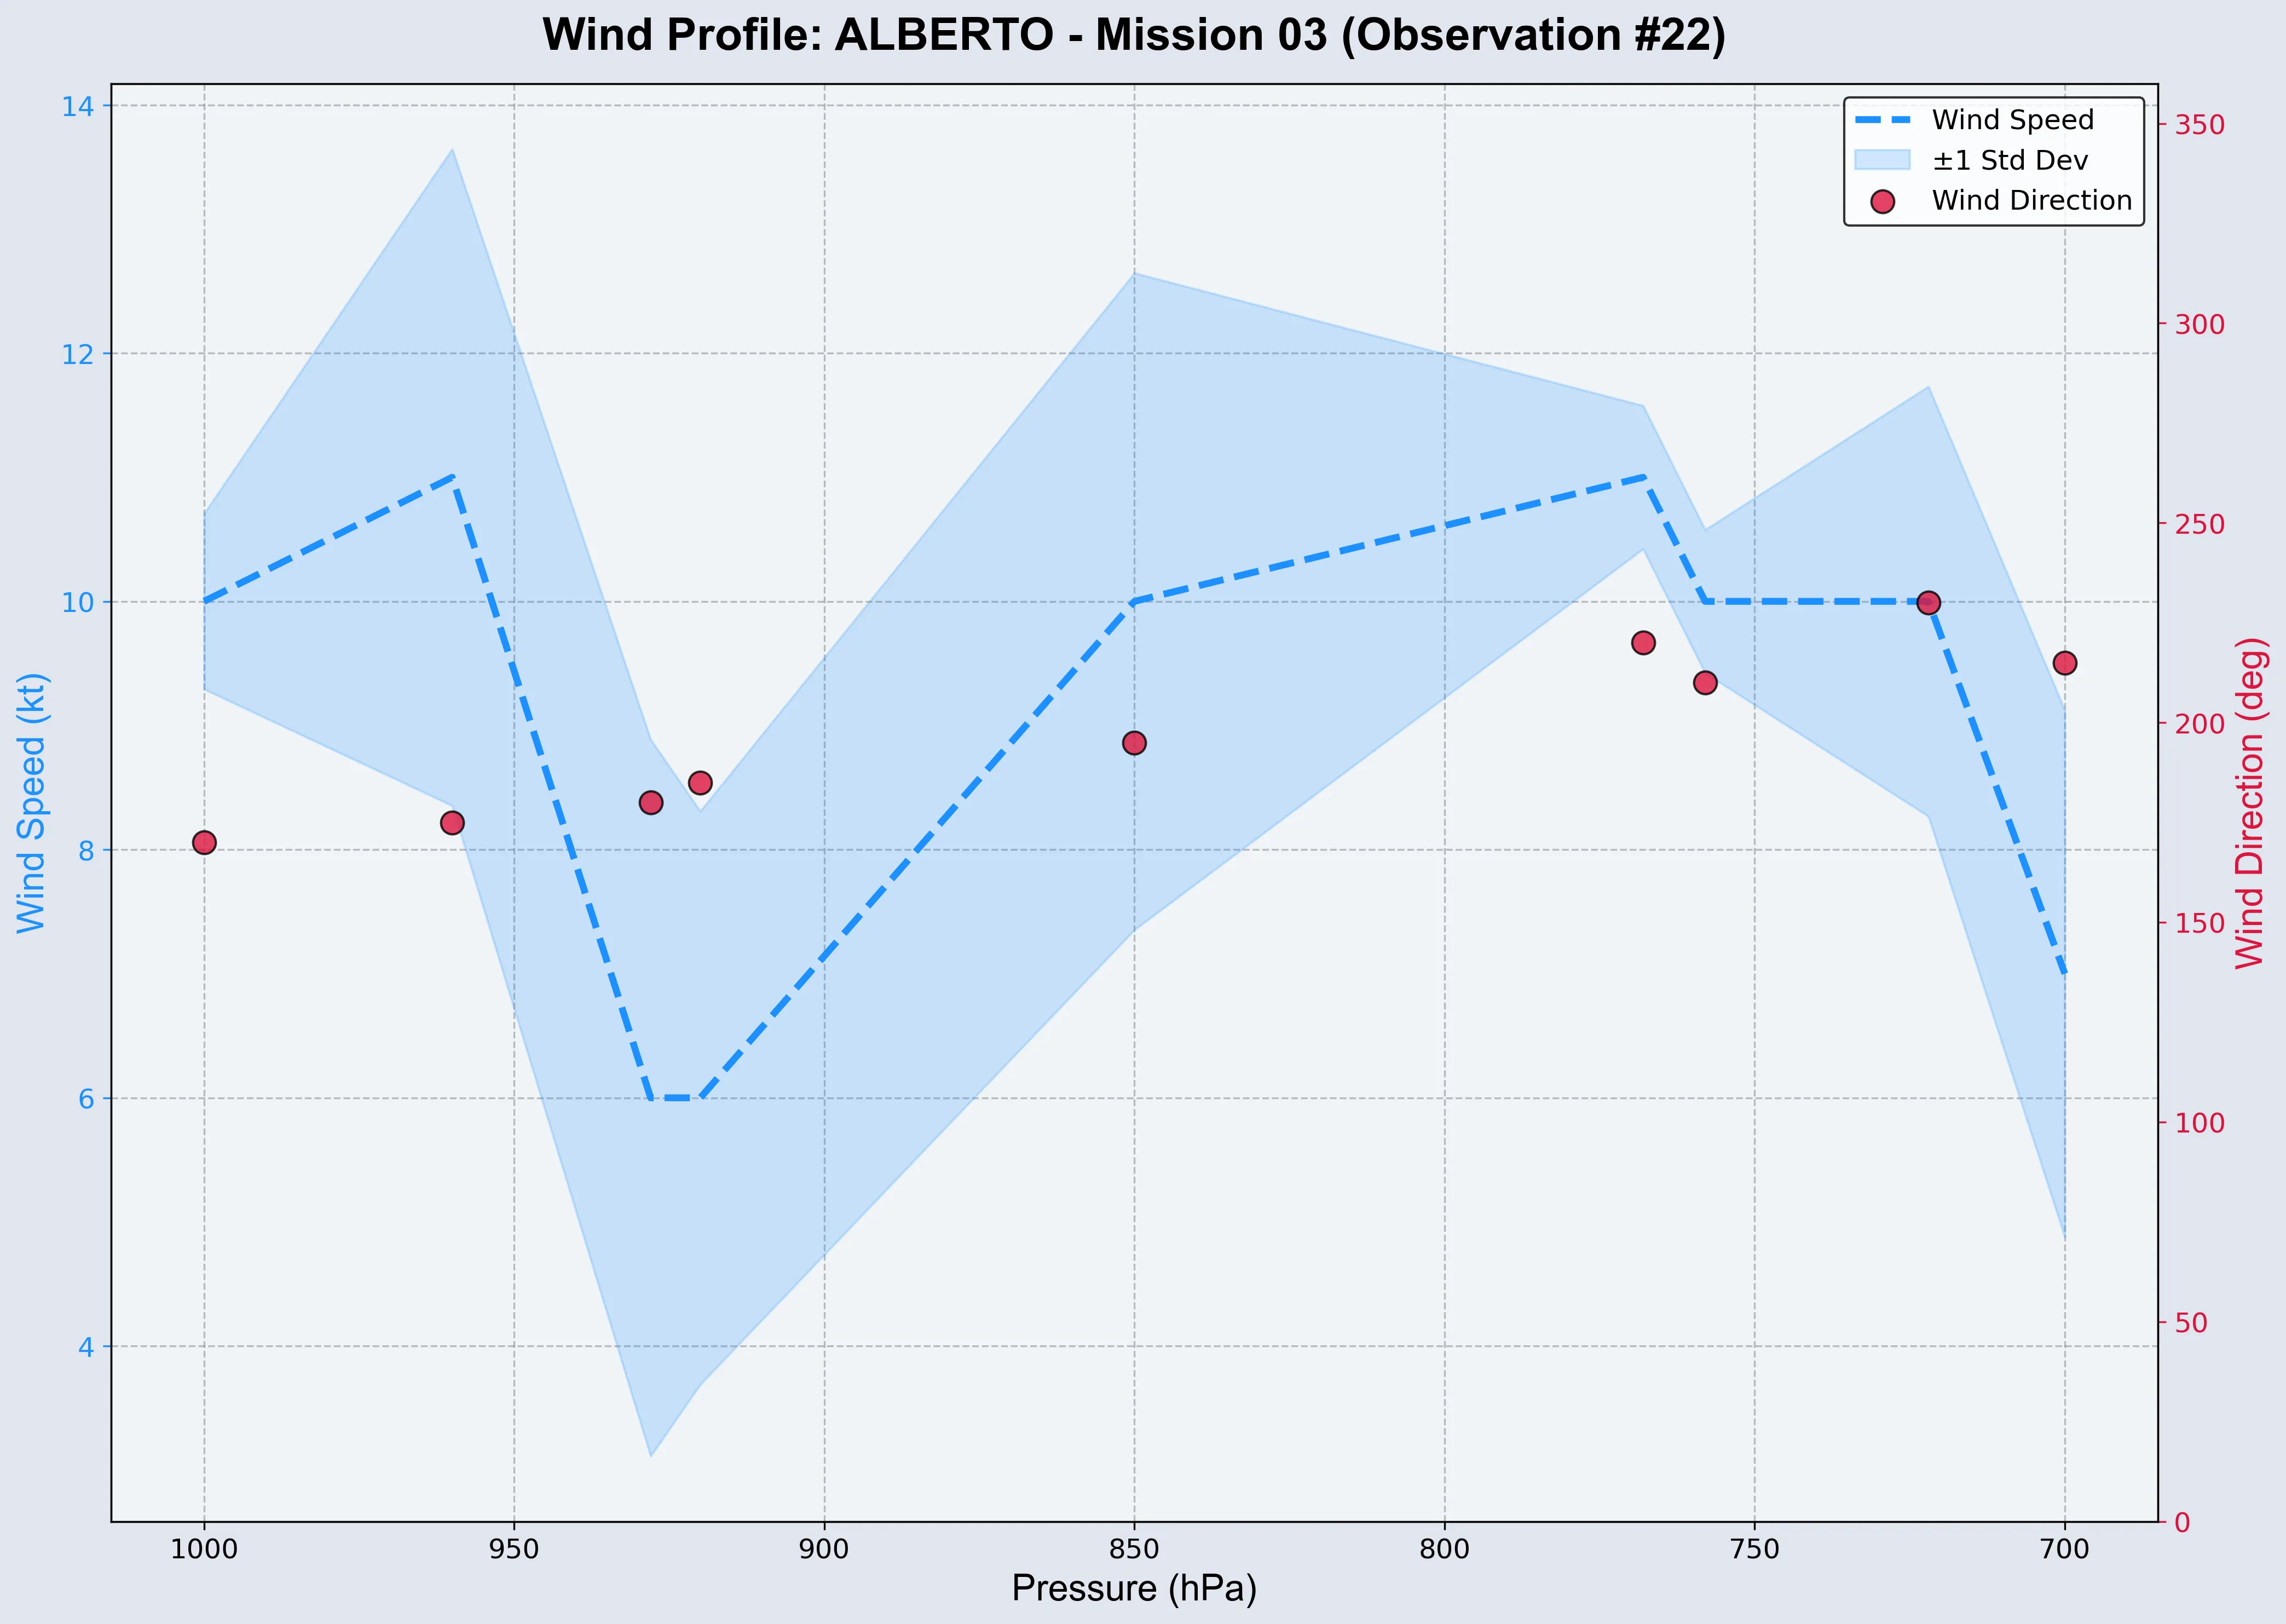 Wind Profile: ALBERTO - Mission 03 (Observation #22)
Wind Speed
±1 Std Dev
Wind Direction
Wind Speed (kt)
14
12
10
8
6
4
350
300
250
200
150
100
50
0
Wind Direction (deg)
1000 950 900 850 800 750 700
Pressure (hPa)